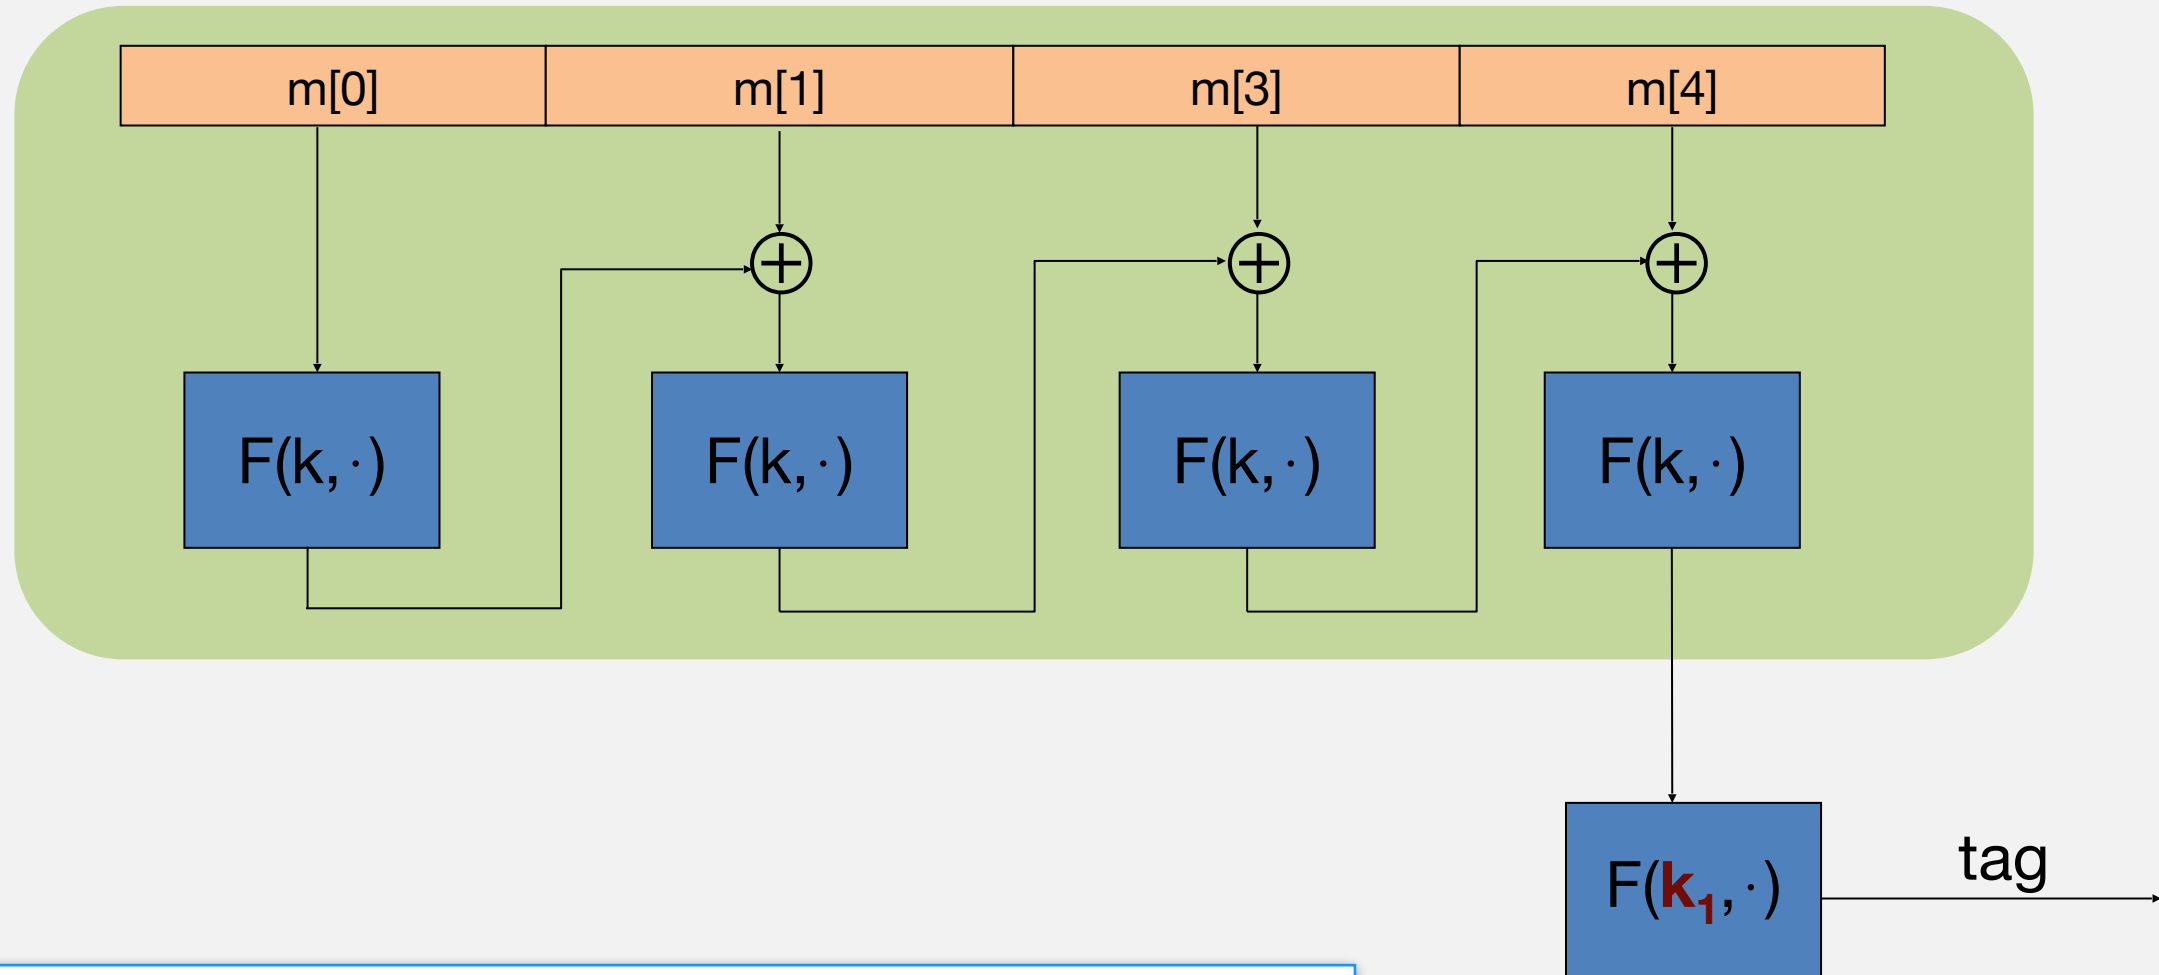 m[0] m[1] m[3] m[4]
F(k, ·) F(k, ·) F(k, ·) F(k, ·)
F(k₁, ·) tag